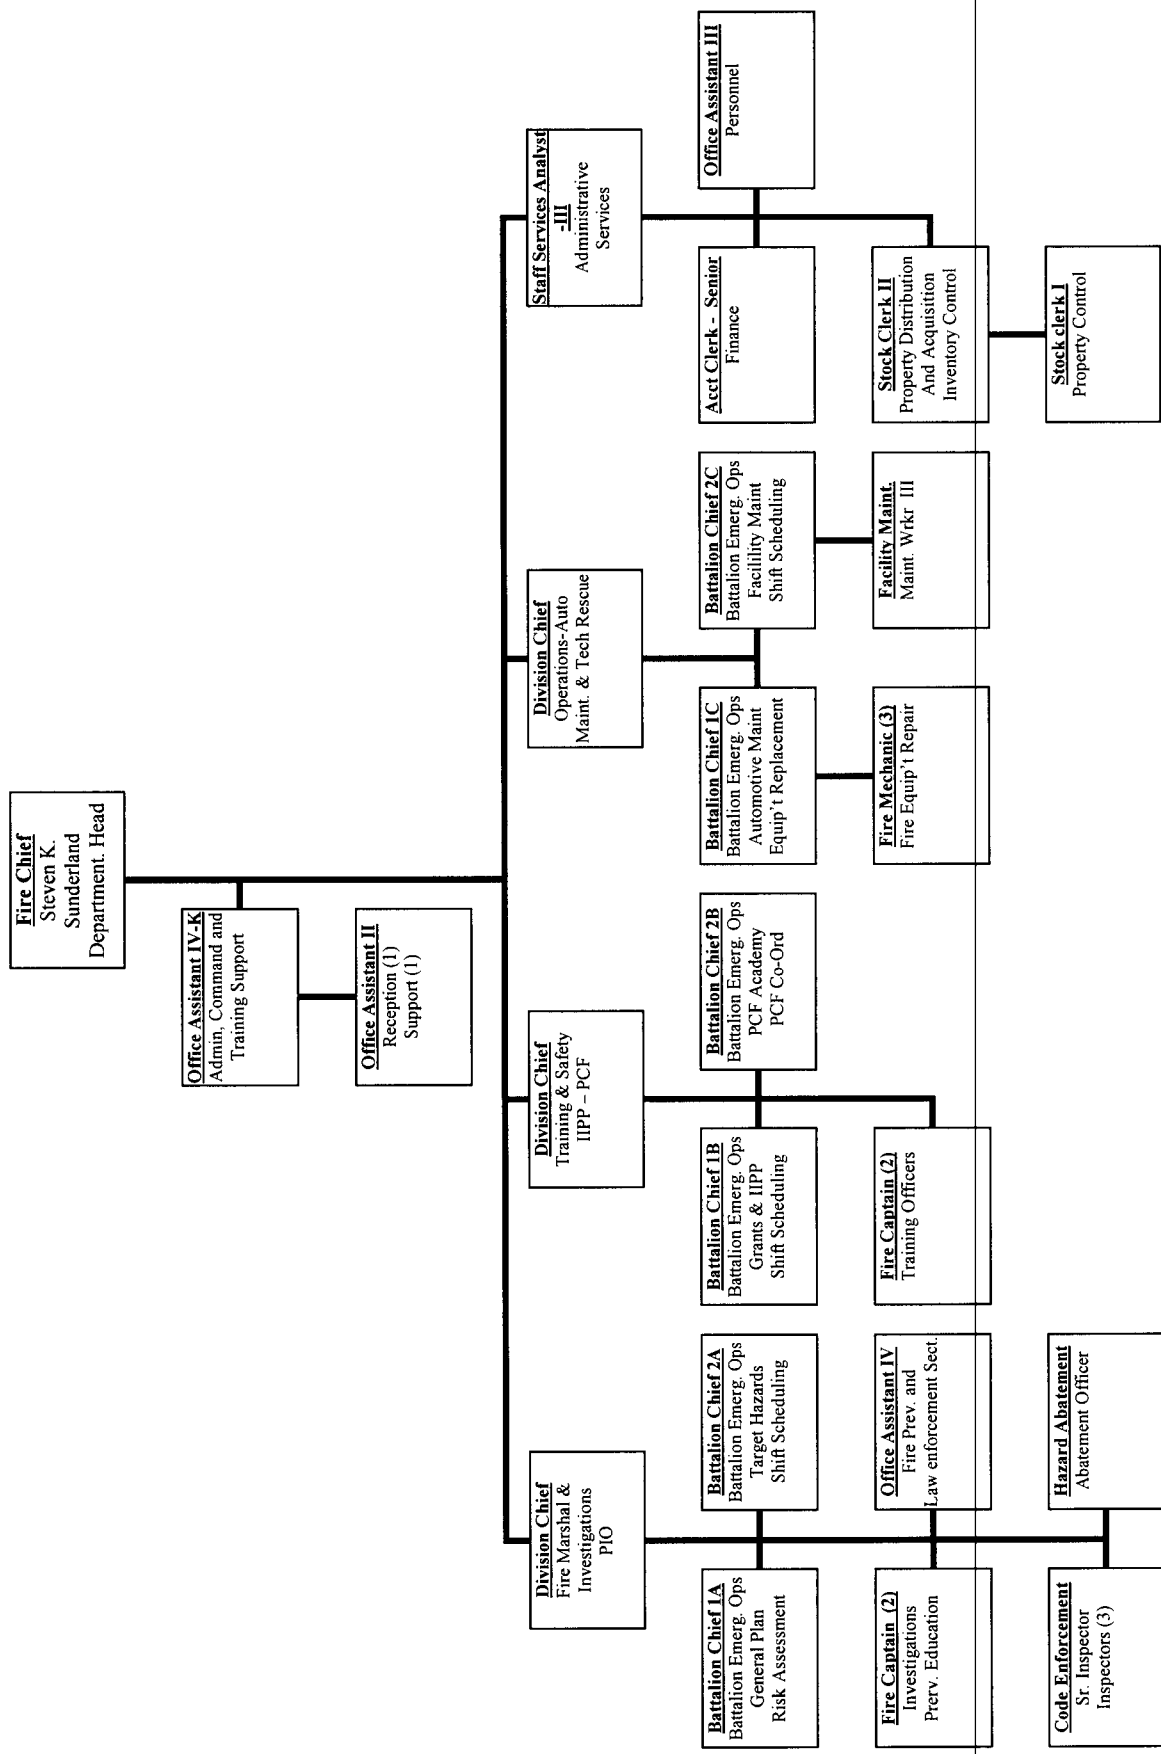 Fire Chief
Steven K.
Sunderland
Department. Head
Office Assistant IV-K
Admin, Command and
Training Support
Office Assistant II
Reception (1)
Support (1)
Division Chief
Fire Marshal &
Investigations
PIO
Division Chief
Training & Safety
IIPP – PCF
Division Chief
Operations-Auto
Maint. & Tech Rescue
Staff Services Analyst
-III
Administrative
Services
Battalion Chief 1A
Battalion Emerg. Ops
General Plan
Risk Assessment
Battalion Chief 2A
Battalion Emerg. Ops
Target Hazards
Shift Scheduling
Battalion Chief 1B
Battalion Emerg. Ops
Grants & IIPP
Shift Scheduling
Battalion Chief 2B
Battalion Emerg. Ops
PCF Academy
PCF Co-Ord
Battalion Chief 1C
Battalion Emerg. Ops
Automotive Maint
Equip't Replacement
Battalion Chief 2C
Battalion Emerg. Ops
Facilility Maint
Shift Scheduling
Acct Clerk - Senior
Finance
Office Assistant III
Personnel
Fire Captain (2)
Investigations
Prerv. Education
Office Assistant IV
Fire Prev. and
Law enforcement Sect.
Fire Captain (2)
Training Officers
Fire Mechanic (3)
Fire Equip't Repair
Facility Maint.
Maint. Wrkr III
Stock Clerk II
Property Distribution
And Acquisition
Inventory Control
Code Enforcement
Sr. Inspector
Inspectors (3)
Hazard Abatement
Abatement Officer
Stock clerk I
Property Control